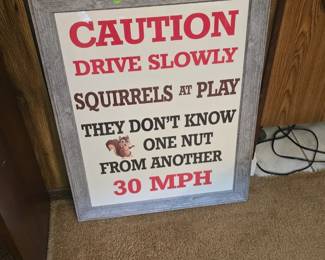 CAUTION
DRIVE SLOWLY
SQUIRRELS AT PLAY
THEY DON'T KNOW
ONE NUT
FROM ANOTHER
30 MPH